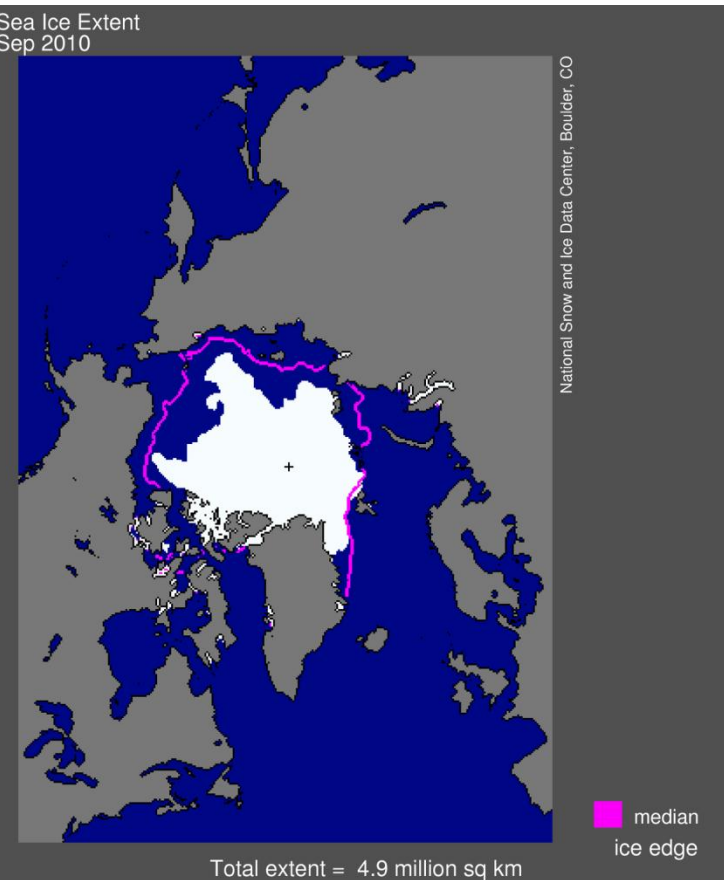 Sea Ice Extent
Sep 2010
National Snow and Ice Data Center, Boulder, CO
median
ice edge
Total extent = 4.9 million sq km